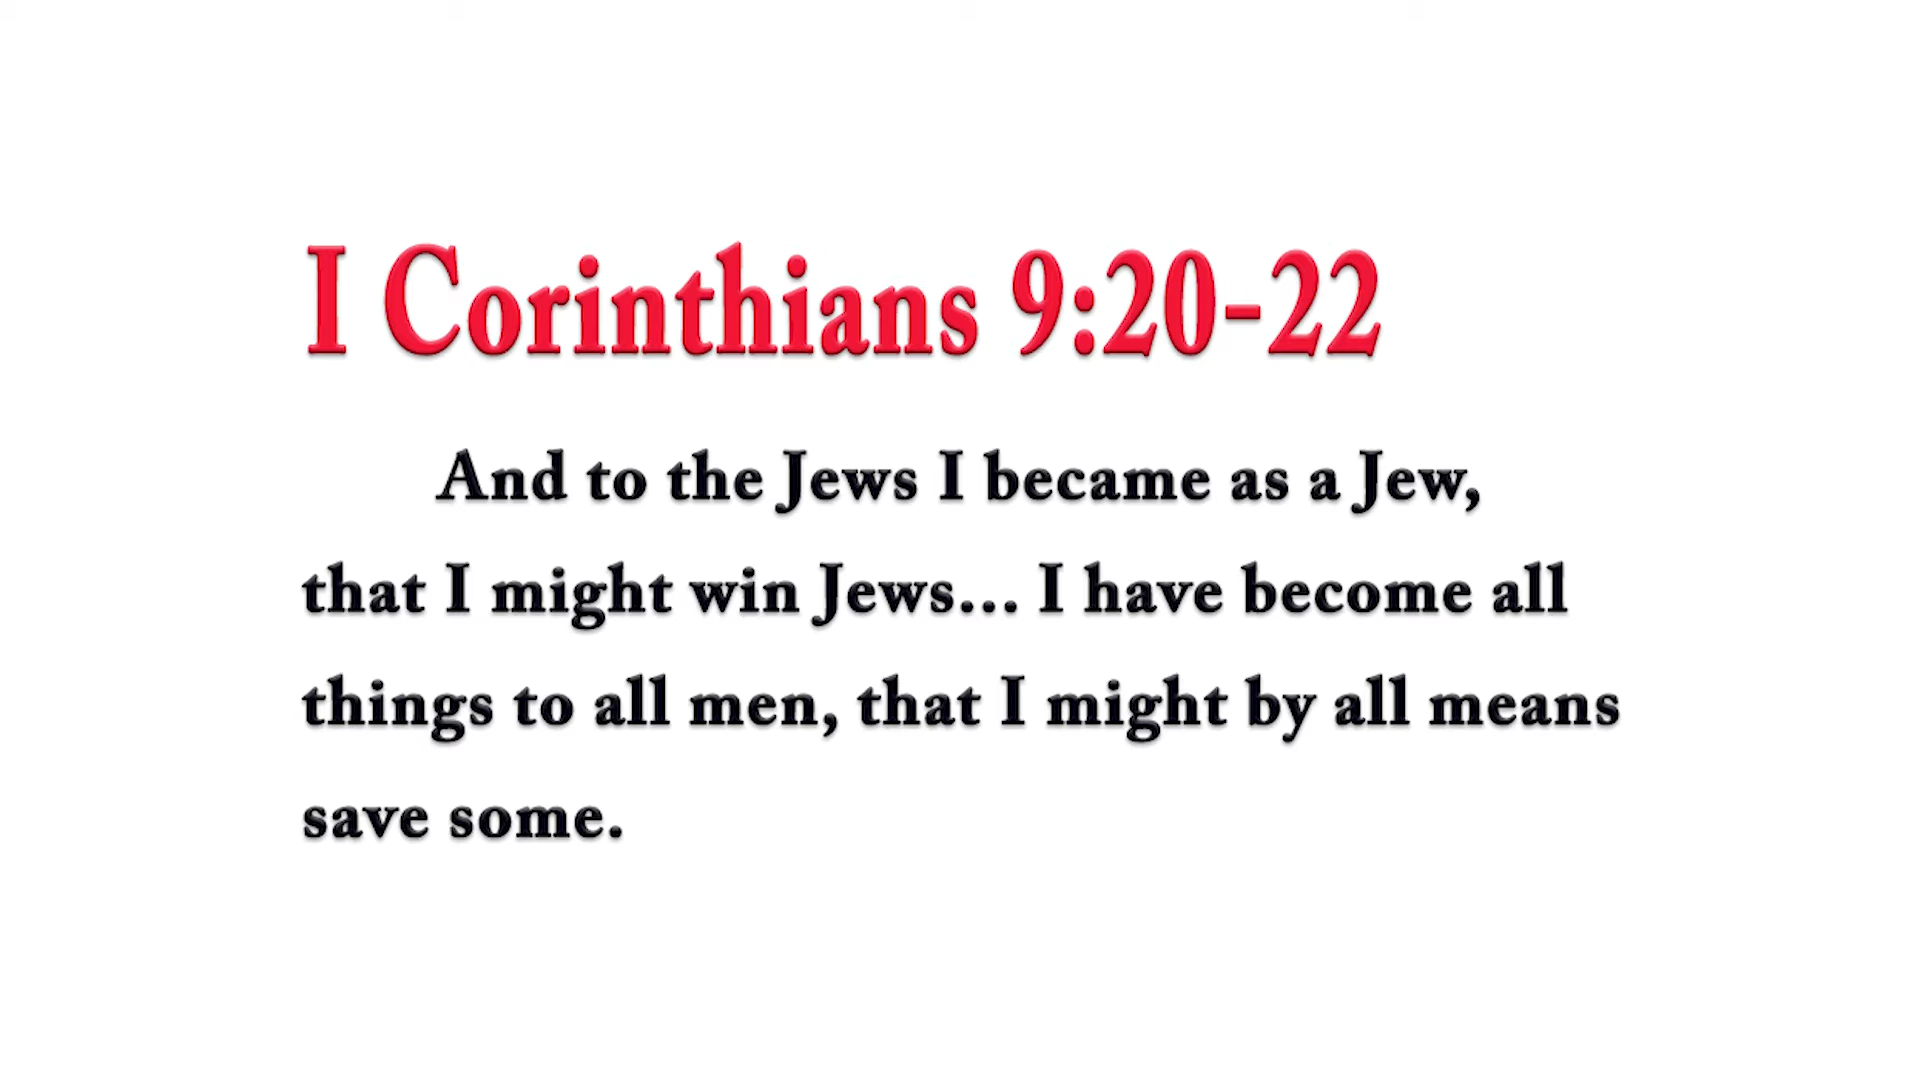 I Corinthians 9:20-22
And to the Jews I became as a Jew,
that I might win Jews... I have become all
things to all men, that I might by all means
save some.